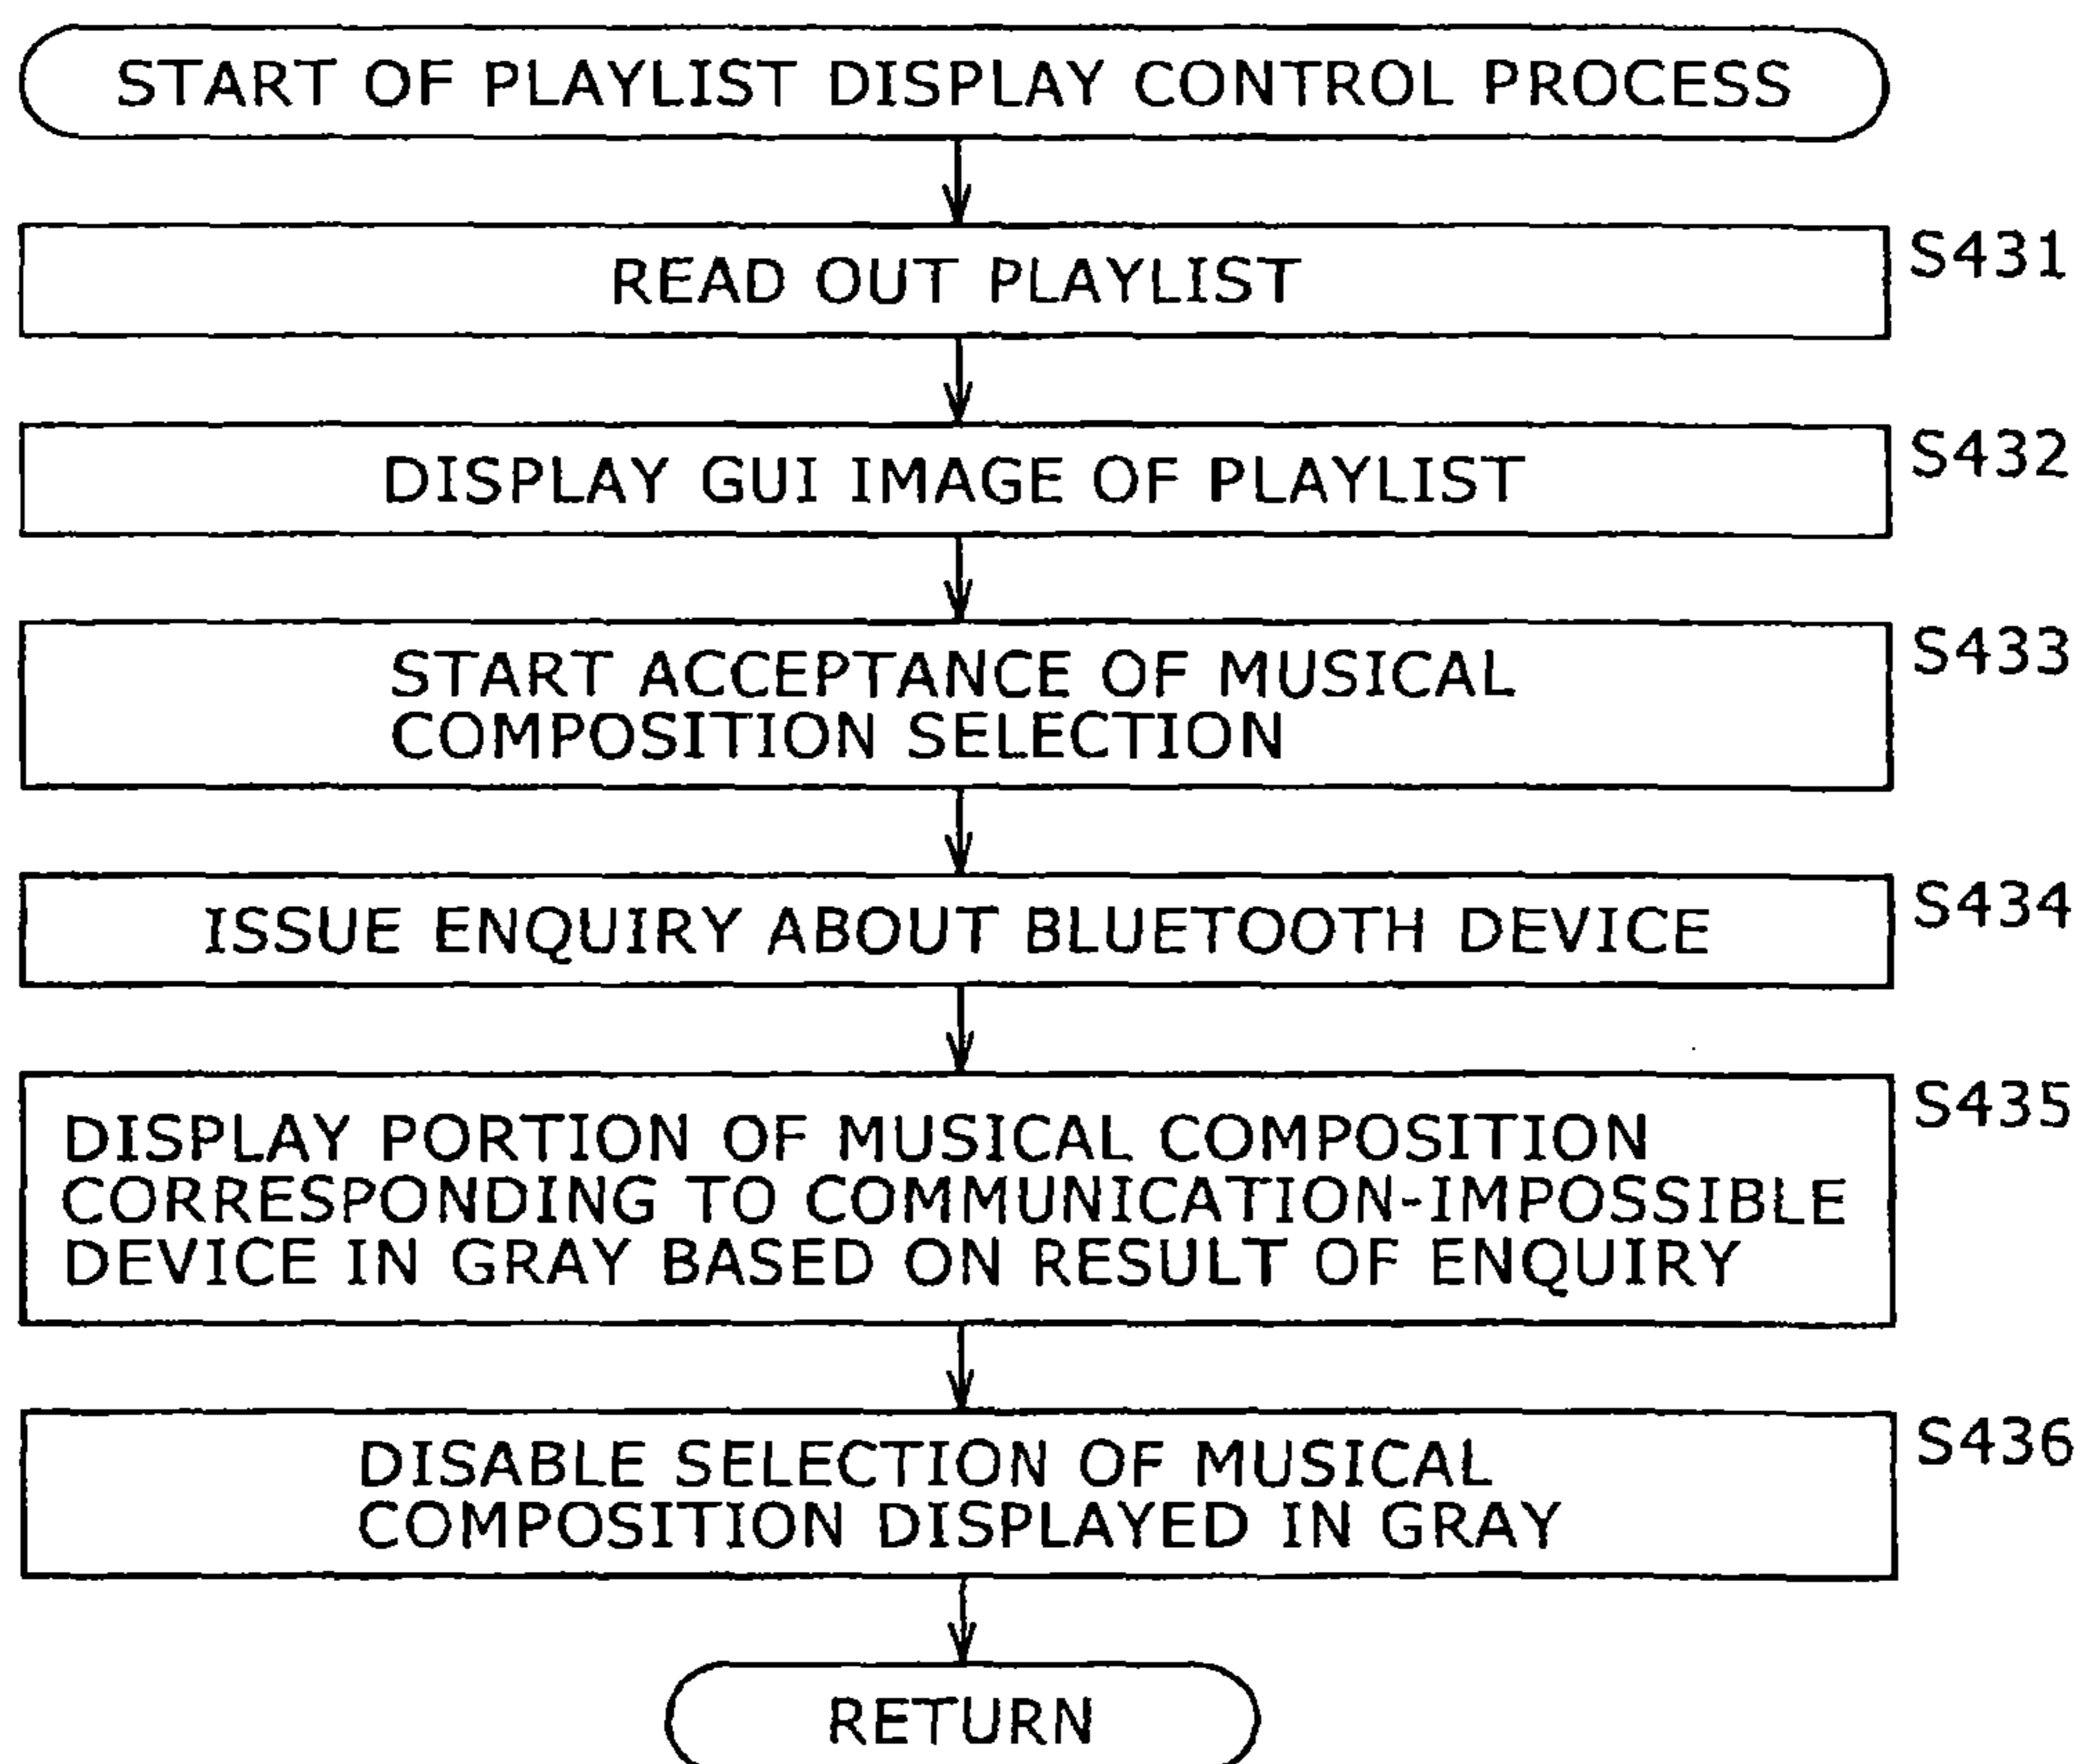 START OF PLAYLIST DISPLAY CONTROL PROCESS
READ OUT PLAYLIST
S431
DISPLAY GUI IMAGE OF PLAYLIST
S432
START ACCEPTANCE OF MUSICAL
COMPOSITION SELECTION
S433
ISSUE ENQUIRY ABOUT BLUETOOTH DEVICE
S434
DISPLAY PORTION OF MUSICAL COMPOSITION
CORRESPONDING TO COMMUNICATION-IMPOSSIBLE
DEVICE IN GRAY BASED ON RESULT OF ENQUIRY
S435
DISABLE SELECTION OF MUSICAL
COMPOSITION DISPLAYED IN GRAY
S436
RETURN